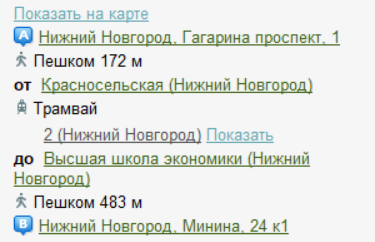 Показать на карте
A Нижний Новгород, Гагарина проспект, 1
Пешком 172 м
от Красносельская (Нижний Новгород)
Трамвай
2 (Нижний Новгород) Показать
до Высшая школа экономики (Нижний
Новгород)
Пешком 483 м
B Нижний Новгород, Минина, 24 к1